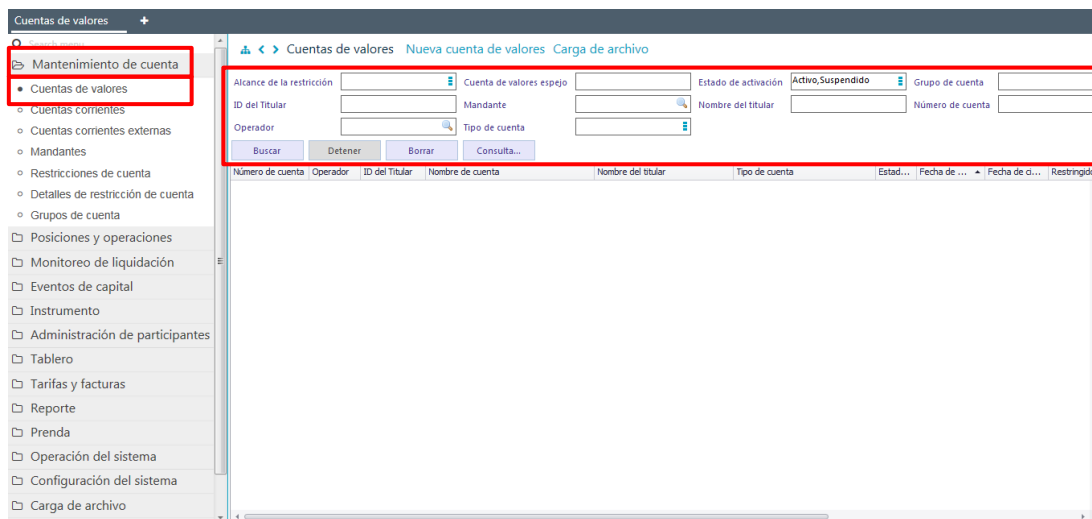 Cuentas de valores +
Search menu
Mantenimiento de cuenta
Cuentas de valores
Cuentas corrientes
Cuentas corrientes externas
Mandantes
Restricciones de cuenta
Detalles de restricción de cuenta
Grupos de cuenta
Posiciones y operaciones
Monitoreo de liquidación
Eventos de capital
Instrumento
Administración de participantes
Tablero
Tarifas y facturas
Reporte
Prenda
Operación del sistema
Configuración del sistema
Carga de archivo
Cuentas de valores Nueva cuenta de valores Carga de archivo
Alcance de la restricción Cuenta de valores espejo Estado de activación Activo,Suspendido Grupo de cuenta
ID del Titular Mandante Nombre del titular Número de cuenta
Operador Tipo de cuenta
Buscar Detener Borrar Consulta...
Número de cuenta Operador ID del Titular Nombre de cuenta Nombre del titular Tipo de cuenta Estad... Fecha de ... Fecha de ci... Restringido